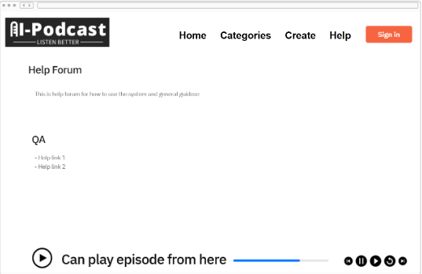 AI-Podcast
LISTEN BETTER
Home Categories Create Help Sign in
Help Forum
This is help forum for how to use the system and general guidline
QA
- Help link 1
- Help link 2
Can play episode from here